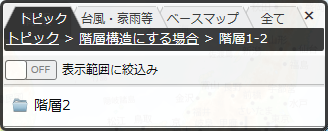 トピック 台風・豪雨等 ベースマップ 全て ×
トピック > 階層構造にする場合 > 階層1-2
OFF 表示範囲に絞込み
階層2